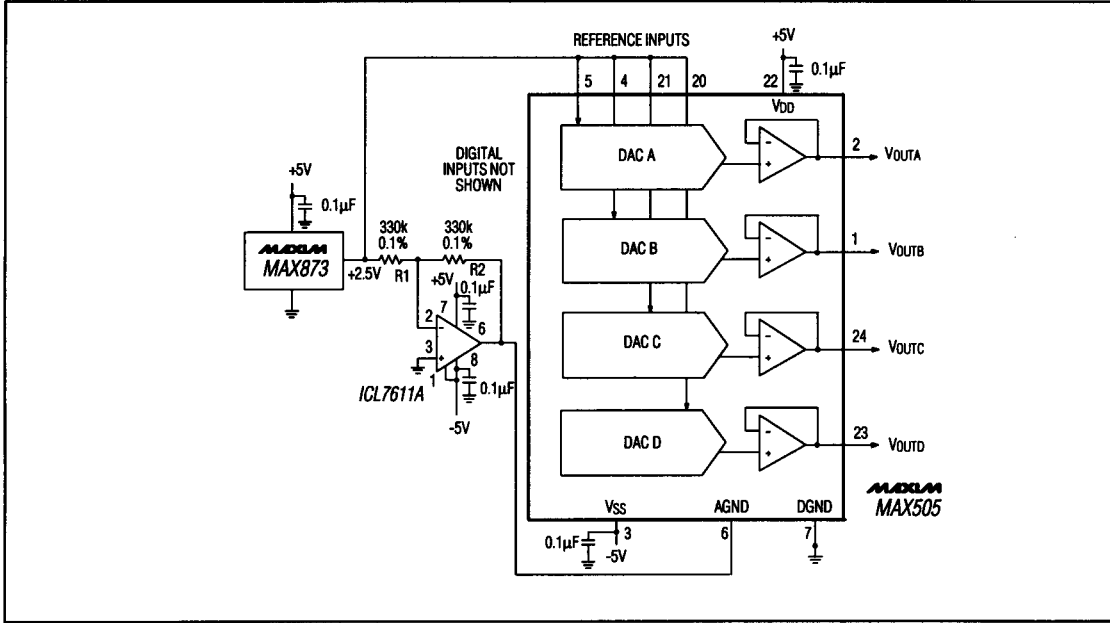 REFERENCE INPUTS
+5V
0.1µF
5 4 21 20 22
VDD
DAC A
2 VOUTA
DIGITAL
INPUTS NOT
SHOWN
+5V
0.1µF
DAC B
1 VOUTB
330k
0.1%
R1
330k
0.1%
R2
MAXIM
MAX873
+2.5V
+5V
0.1µF
7
2
-
6
3
+
8
1
0.1µF
ICL7611A
-5V
DAC C
24 VOUTC
DAC D
23 VOUTD
MAXIM
MAX505
VSS AGND DGND
3 6 7
0.1µF
-5V